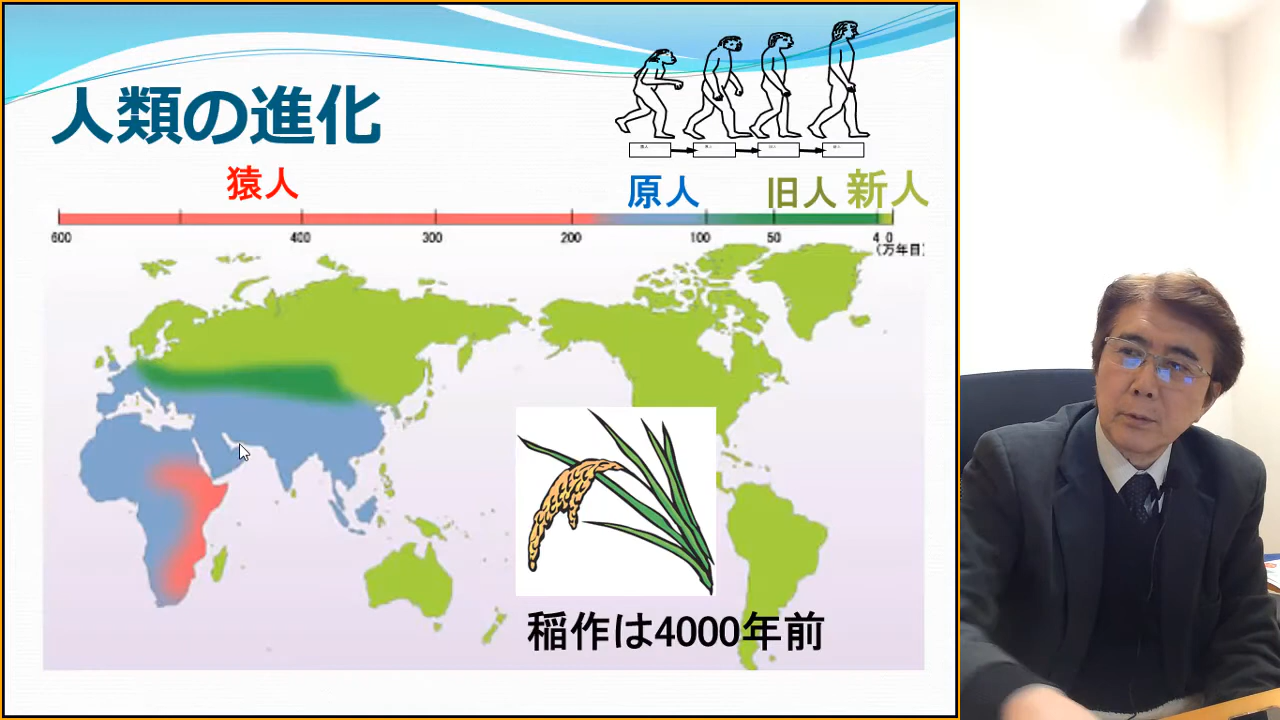 人類の進化
猿人
原人
旧人
新人
600 400 300 200 100 50 4 0
(万年目)
稲作は4000年前